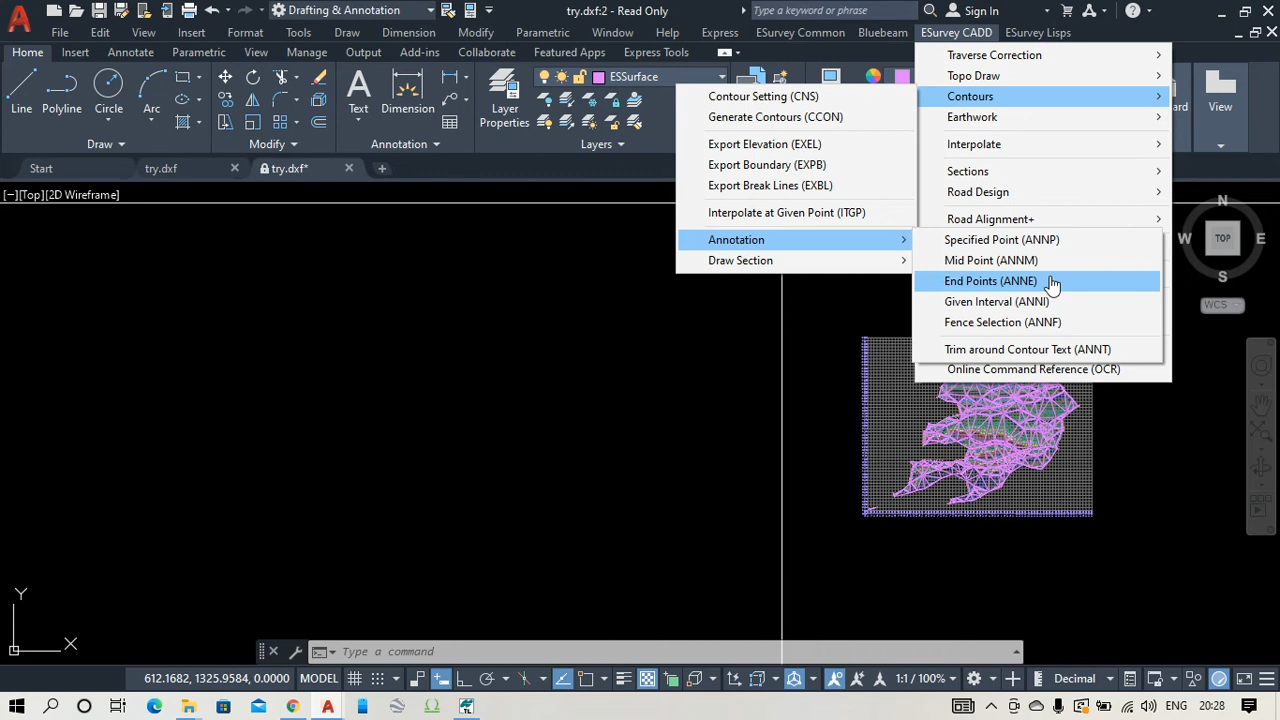 Drafting & Annotation
try.dxf:2 - Read Only
Type a keyword or phrase
Sign In
File Edit View Insert Format Tools Draw Dimension Modify Parametric Window Help Express ESurvey Common Bluebeam ESurvey CADD ESurvey Lisps
Home Insert Annotate Parametric View Manage Output Add-ins Collaborate Featured Apps Express Tools
Line
Polyline
Circle
Arc
Text
Dimension
Layer
Properties
ESSurface
View
Draw
Annotation
Layers
Start
try.dxf
try.dxf*
[−][Top][2D Wireframe]
Traverse Correction
Topo Draw
Contours
Earthwork
Interpolate
Sections
Road Design
Road Alignment+
Online Command Reference (OCR)
Contour Setting (CNS)
Generate Contours (CCON)
Export Elevation (EXEL)
Export Boundary (EXPB)
Export Break Lines (EXBL)
Interpolate at Given Point (ITGP)
Annotation
Draw Section
Specified Point (ANNP)
Mid Point (ANNM)
End Points (ANNE)
Given Interval (ANNI)
Fence Selection (ANNF)
Trim around Contour Text (ANNT)
N
W TOP E
S
WCS
Y
X
Type a command
612.1682, 1325.9584, 0.0000 MODEL
1:1 / 100%
Decimal
ENG 20:28